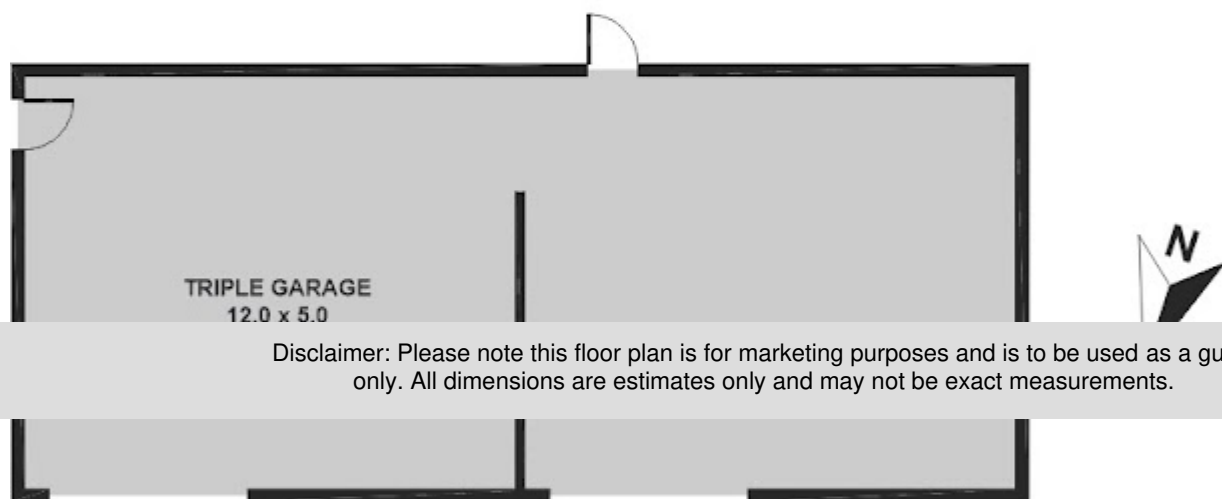 N
TRIPLE GARAGE
12.0 x 5.0
Disclaimer: Please note this floor plan is for marketing purposes and is to be used as a
only. All dimensions are estimates only and may not be exact measurements.